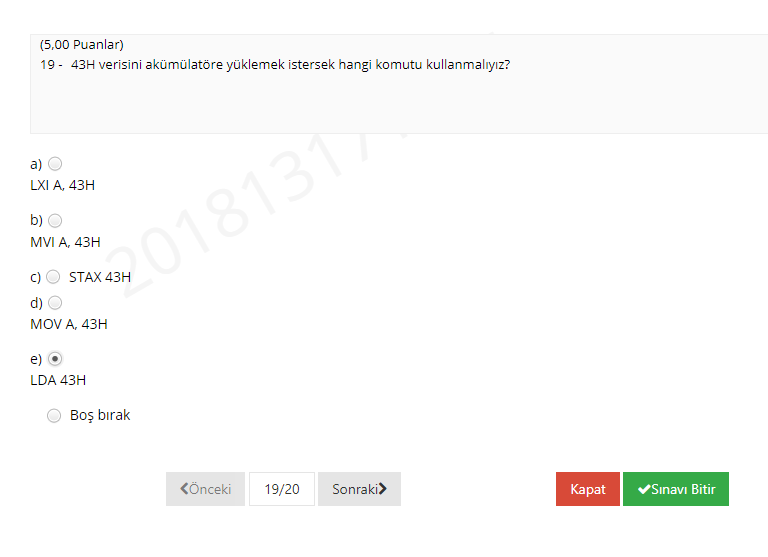 (5,00 Puanlar)
19 - 43H verisini akümülatöre yüklemek istersek hangi komutu kullanmalıyız?
a)
LXI A, 43H
b)
MVI A, 43H
c) STAX 43H
d)
MOV A, 43H
e)
LDA 43H
Boş bırak
Önceki 19/20 Sonraki Kapat Sınavı Bitir